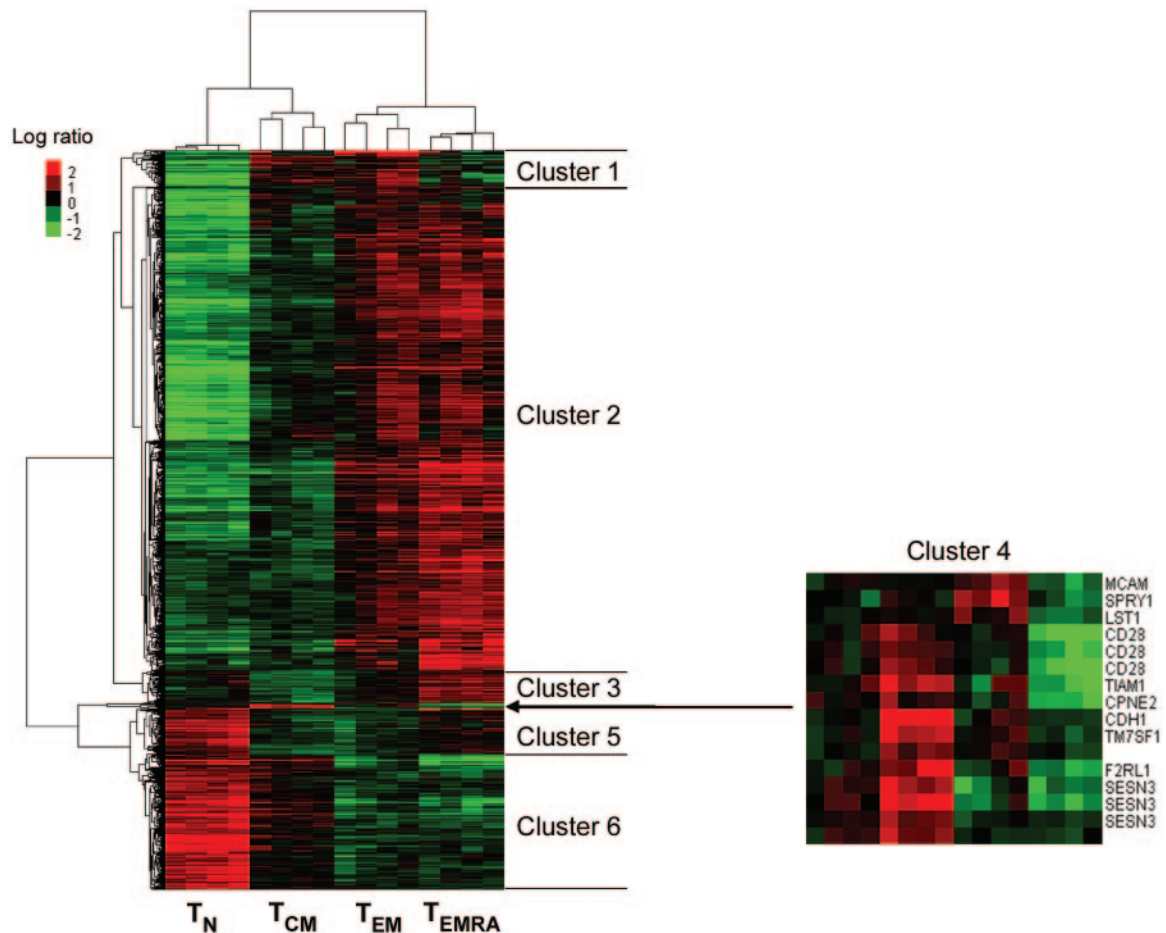 Log ratio
2
1
0
-1
-2
Cluster 1
Cluster 2
Cluster 3
Cluster 5
Cluster 6
TN
TCM
TEM
TEMRA
Cluster 4
MCAM
SPRY1
LST1
CD28
CD28
CD28
TIAM1
CPNE2
CDH1
TM7SF1
F2RL1
SESN3
SESN3
SESN3